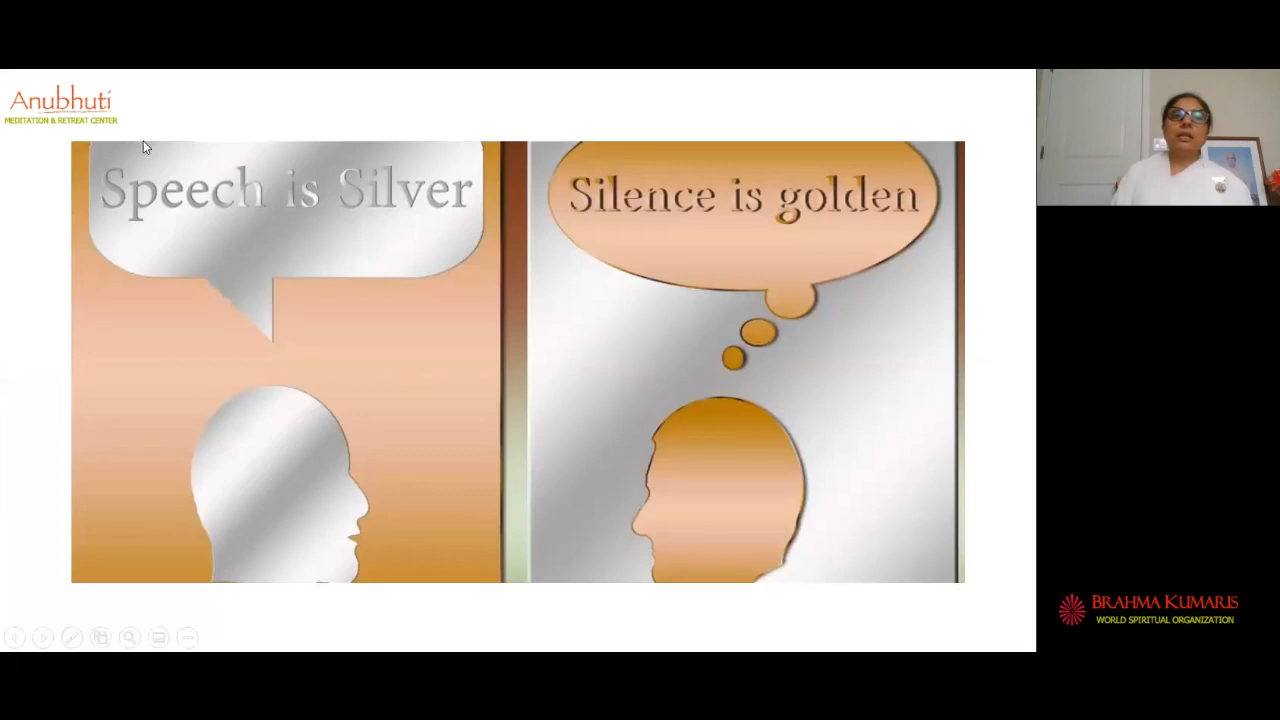 Anubhuti
MEDITATION & RETREAT CENTER
Speech is Silver
Silence is golden
BRAHMA KUMARIS
WORLD SPIRITUAL ORGANIZATION